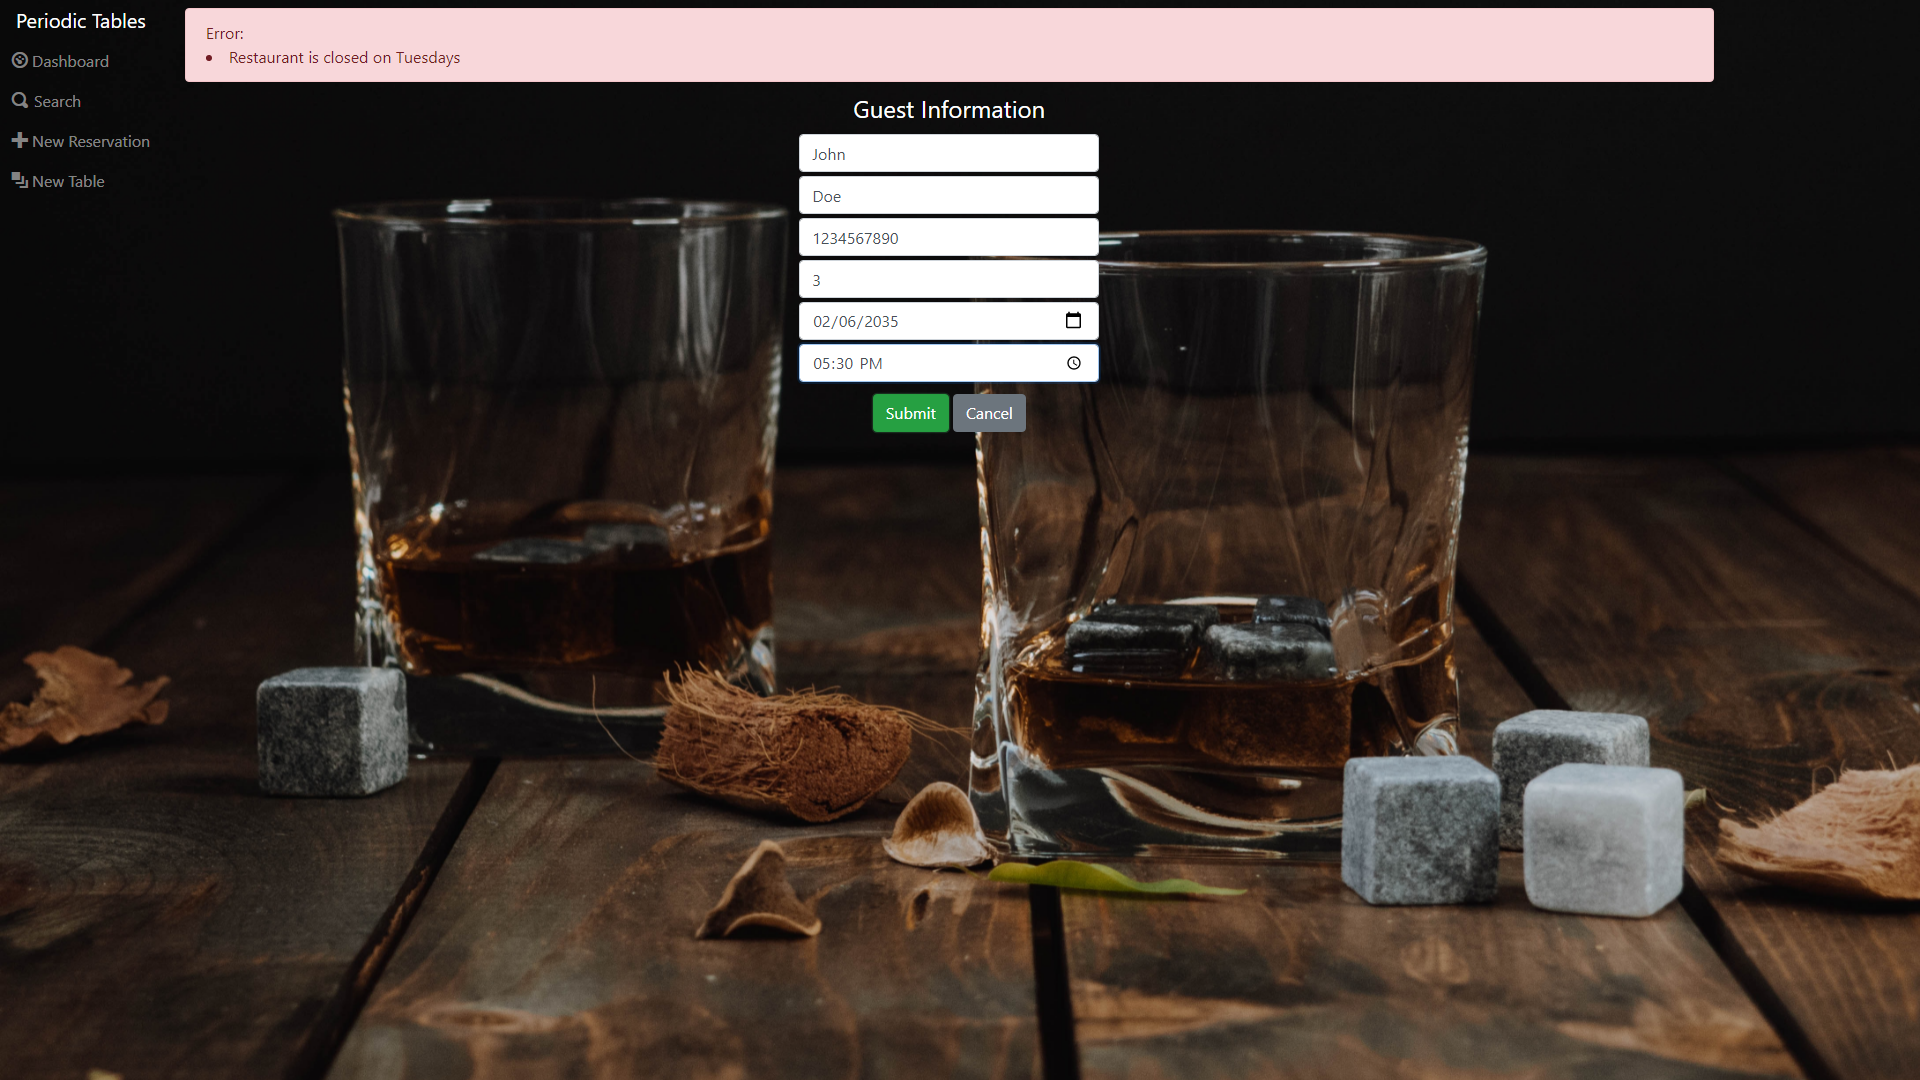 Periodic Tables
Dashboard
Search
New Reservation
New Table
Error:
Restaurant is closed on Tuesdays
Guest Information
John
Doe
1234567890
3
02/06/2035
05:30 PM
Submit
Cancel